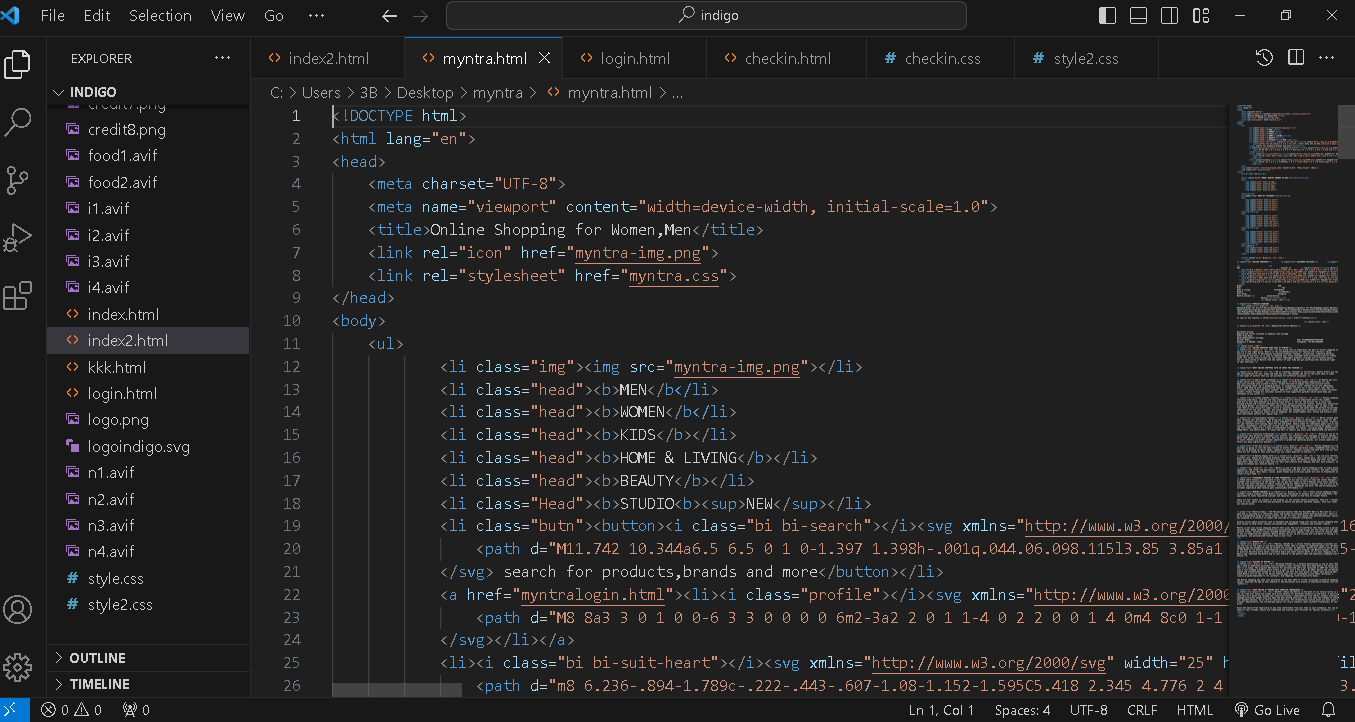 File Edit Selection View Go ··· ← → indigo
EXPLORER ···
index2.html myntra.html login.html checkin.html # checkin.css # style2.css ···
INDIGO
C: > Users > 3B > Desktop > myntra > myntra.html > ...
credit7.png
credit8.png
food1.avif
food2.avif
i1.avif
i2.avif
i3.avif
i4.avif
index.html
index2.html
kkk.html
login.html
logo.png
logoindigo.svg
n1.avif
n2.avif
n3.avif
n4.avif
# style.css
# style2.css
OUTLINE
TIMELINE
1 <!DOCTYPE html>
2 <html lang="en">
3 <head>
4 <meta charset="UTF-8">
5 <meta name="viewport" content="width=device-width, initial-scale=1.0">
6 <title>Online Shopping for Women,Men</title>
7 <link rel="icon" href="myntra-img.png">
8 <link rel="stylesheet" href="myntra.css">
9 </head>
10 <body>
11 <ul>
12 <li class="img"><img src="myntra-img.png"></li>
13 <li class="head"><b>MEN</b</li>
14 <li class="head"><b>WOMEN</b</li>
15 <li class="head"><b>KIDS</b></li>
16 <li class="head"><b>HOME & LIVING</b></li>
17 <li class="head"><b>BEAUTY</b></li>
18 <li class="Head"><b>STUDIO<b><sup>NEW</sup></li>
19 <li class="butn"><button><i class="bi bi-search"></i><svg xmlns="http://www.w3.org/2000/
20 <path d="M11.742 10.344a6.5 6.5 0 1 0-1.397 1.398h-.001q.044.06.098.115l3.85 3.85a1
21 </svg> search for products,brands and more</button></li>
22 <a href="myntralogin.html"><li><i class="profile"></i><svg xmlns="http://www.w3.org/2000
23 <path d="M8 8a3 3 0 1 0 0-6 3 3 0 0 0 0 6m2-3a2 2 0 1 1-4 0 2 2 0 0 1 4 0m4 8c0 1-1
24 </svg></li></a>
25 <li><i class="bi bi-suit-heart"></i><svg xmlns="http://www.w3.org/2000/svg" width="25" h
26 <path d="m8 6.236-.894-1.789c-.222-.443-.607-1.08-1.152-1.595C5.418 2.345 4.776 2 4
0 0 0 Ln 1, Col 1 Spaces: 4 UTF-8 CRLF HTML Go Live